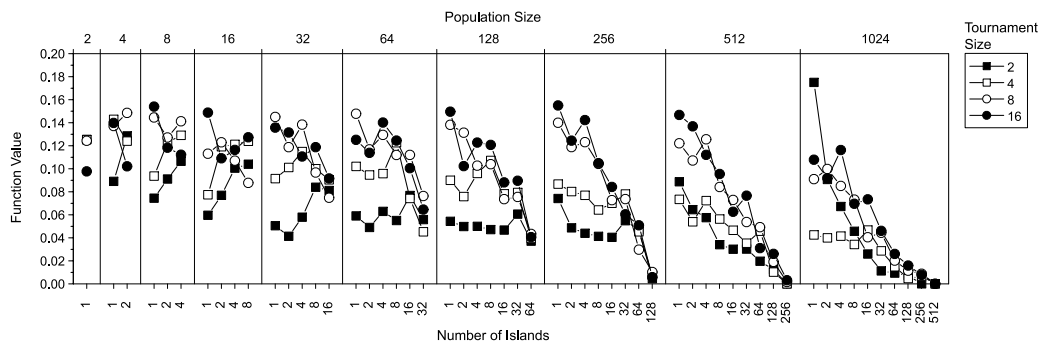 Population Size
2 4 8 16 32 64 128 256 512 1024
Tournament
Size
2
4
8
16
Function Value
0.20
0.18
0.16
0.14
0.12
0.10
0.08
0.06
0.04
0.02
0.00
1 1 2 1 2 4 1 2 4 8 1 2 4 8 16 1 2 4 8 16 32 1 2 4 8 16 32 64 1 2 4 8 16 32 64 128 1 2 4 8 16 32 64 128 256 1 2 4 8 16 32 64 128 256 512
Number of Islands